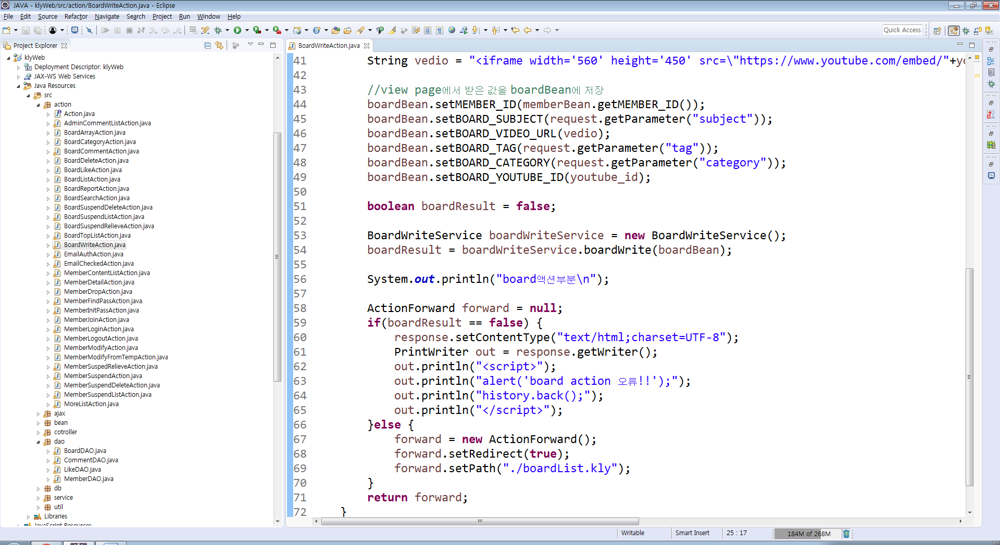 JAVA - klyWeb/src/action/BoardWriteAction.java - Eclipse
File Edit Source Refactor Navigate Search Project Run Window Help
Quick Access
Project Explorer
klyWeb
Deployment Descriptor: klyWeb
JAX-WS Web Services
Java Resources
src
action
Action.java
AdminCommentListAction.java
BoardArrayAction.java
BoardCategoryAction.java
BoardCommentAction.java
BoardDeleteAction.java
BoardLikeAction.java
BoardListAction.java
BoardReportAction.java
BoardSearchAction.java
BoardSuspendDeleteAction.java
BoardSuspendListAction.java
BoardSuspendRelieveAction.java
BoardTopListAction.java
BoardWriteAction.java
EmailAuthAction.java
EmailCheckedAction.java
MemberContentListAction.java
MemberDetailAction.java
MemberDropAction.java
MemberFindPassAction.java
MemberInitPassAction.java
MemberJoinAction.java
MemberLoginAction.java
MemberLogoutAction.java
MemberModifyAction.java
MemberModifyFromTempAction.java
MemberSuspedRelieveAction.java
MemberSuspendAction.java
MemberSuspendDeleteAction.java
MemberSuspendListAction.java
MoreListAction.java
ajax
bean
cotroller
dao
BoardDAO.java
CommentDAO.java
LikeDAO.java
MemberDAO.java
db
service
util
Libraries
JavaScript Resources
BoardWriteAction.java
41 String vedio = "<iframe width='560' height='450' src=\"https://www.youtube.com/embed/"+yo
42
43 //view page에서 받은 값을 boardBean에 저장
44 boardBean.setMEMBER_ID(memberBean.getMEMBER_ID());
45 boardBean.setBOARD_SUBJECT(request.getParameter("subject"));
46 boardBean.setBOARD_VIDEO_URL(vedio);
47 boardBean.setBOARD_TAG(request.getParameter("tag"));
48 boardBean.setBOARD_CATEGORY(request.getParameter("category"));
49 boardBean.setBOARD_YOUTUBE_ID(youtube_id);
50
51 boolean boardResult = false;
52
53 BoardWriteService boardWriteService = new BoardWriteService();
54 boardResult = boardWriteService.boardWrite(boardBean);
55
56 System.out.println("board액션부분\n");
57
58 ActionForward forward = null;
59 if(boardResult == false) {
60 response.setContentType("text/html;charset=UTF-8");
61 PrintWriter out = response.getWriter();
62 out.println("<script>");
63 out.println("alert('board action 오류!!');");
64 out.println("history.back();");
65 out.println("</script>");
66 }else {
67 forward = new ActionForward();
68 forward.setRedirect(true);
69 forward.setPath("./boardList.kly");
70 }
71 return forward;
72 }
Writable Smart Insert 25 : 17 184M of 268M